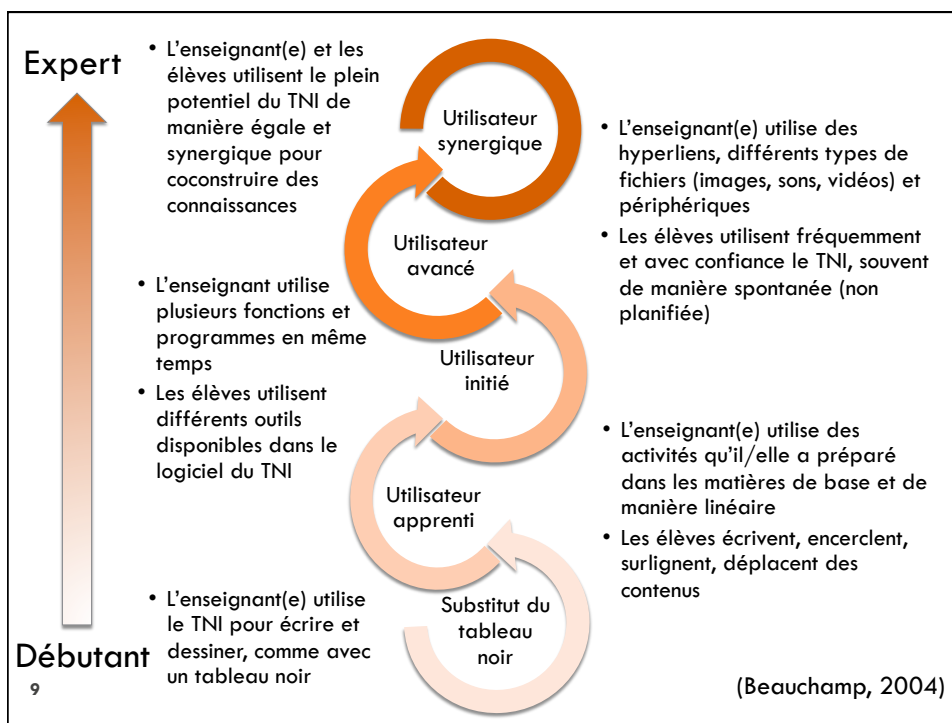 Expert
• L’enseignant(e) et les
élèves utilisent le plein
potentiel du TNI de
manière égale et
synergique pour
coconstruire des
connaissances
Utilisateur
synergique
• L’enseignant(e) utilise des
hyperliens, différents types de
fichiers (images, sons, vidéos) et
périphériques
• Les élèves utilisent fréquemment
et avec confiance le TNI, souvent
de manière spontanée (non
planifiée)
Utilisateur
avancé
• L’enseignant utilise
plusieurs fonctions et
programmes en même
temps
• Les élèves utilisent
différents outils
disponibles dans le
logiciel du TNI
Utilisateur
initié
• L’enseignant(e) utilise des
activités qu’il/elle a préparé
dans les matières de base et de
manière linéaire
• Les élèves écrivent, encerclent,
surlignent, déplacent des
contenus
Utilisateur
apprenti
• L’enseignant(e) utilise
le TNI pour écrire et
dessiner, comme avec
un tableau noir
Substitut du
tableau
noir
Débutant
9
(Beauchamp, 2004)